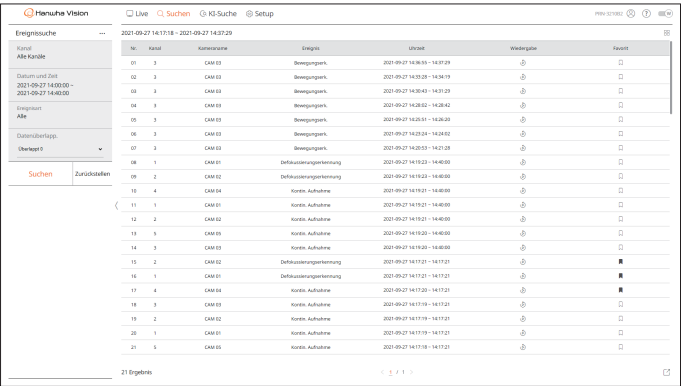 Hanwha Vision Live Suchen KI-Suche Setup PRN-3210B2
Ereignissuche ... 2021-09-27 14:17:18 ~ 2021-09-27 14:37:29
Kanal
Alle Kanäle
Datum und Zeit
2021-09-27 14:00:00 ~
2021-09-27 14:40:00
Ereignisart
Alle
Datenüberlapp.
Überlappt 0
Suchen Zurückstellen
Nr. Kanal Kameraname Ereignis Uhrzeit Wiedergabe Favorit
01 3 CAM 03 Bewegungserk. 2021-09-27 14:36:55 ~ 14:37:29
02 3 CAM 03 Bewegungserk. 2021-09-27 14:33:28 ~ 14:34:19
03 3 CAM 03 Bewegungserk. 2021-09-27 14:30:43 ~ 14:31:29
04 3 CAM 03 Bewegungserk. 2021-09-27 14:28:02 ~ 14:28:42
05 3 CAM 03 Bewegungserk. 2021-09-27 14:25:51 ~ 14:26:20
06 3 CAM 03 Bewegungserk. 2021-09-27 14:23:24 ~ 14:24:02
07 3 CAM 03 Bewegungserk. 2021-09-27 14:20:53 ~ 14:21:28
08 1 CAM 01 Defokussierungserkennung 2021-09-27 14:19:23 ~ 14:40:00
09 2 CAM 02 Defokussierungserkennung 2021-09-27 14:19:23 ~ 14:40:00
10 4 CAM 04 Kontin. Aufnahme 2021-09-27 14:19:21 ~ 14:40:00
11 1 CAM 01 Kontin. Aufnahme 2021-09-27 14:19:21 ~ 14:40:00
12 2 CAM 02 Kontin. Aufnahme 2021-09-27 14:19:21 ~ 14:40:00
13 5 CAM 05 Kontin. Aufnahme 2021-09-27 14:19:20 ~ 14:40:00
14 3 CAM 03 Kontin. Aufnahme 2021-09-27 14:19:20 ~ 14:40:00
15 2 CAM 02 Defokussierungserkennung 2021-09-27 14:17:21 ~ 14:17:21
16 1 CAM 01 Defokussierungserkennung 2021-09-27 14:17:21 ~ 14:17:21
17 4 CAM 04 Kontin. Aufnahme 2021-09-27 14:17:20 ~ 14:17:21
18 3 CAM 03 Kontin. Aufnahme 2021-09-27 14:17:19 ~ 14:17:21
19 2 CAM 02 Kontin. Aufnahme 2021-09-27 14:17:19 ~ 14:17:21
20 1 CAM 01 Kontin. Aufnahme 2021-09-27 14:17:19 ~ 14:17:21
21 5 CAM 05 Kontin. Aufnahme 2021-09-27 14:17:18 ~ 14:17:21
21 Ergebnis < 1 / 1 >